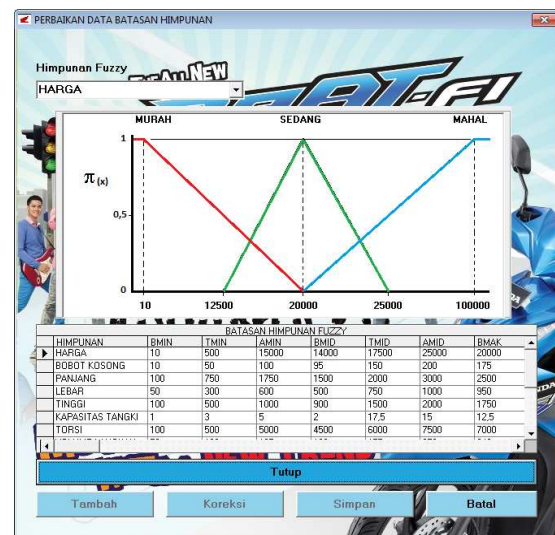 PERBAIKAN DATA BATASAN HIMPUNAN
Himpunan Fuzzy
ALL NEW
HARGA
MURAH SEDANG MAHAL
1
π(x)
0,5
0
10 12500 20000 25000 100000
BATASAN HIMPUNAN FUZZY
HIMPUNAN BMIN TMIN AMIN BMID TMID AMID BMAK
HARGA 10 500 15000 14000 17500 25000 20000
BOBOT KOSONG 10 50 100 95 150 200 175
PANJANG 100 750 1750 1500 2000 3000 2500
LEBAR 50 300 600 500 750 1000 950
TINGGI 100 500 1000 900 1500 2000 1750
KAPASITAS TANGKI 1 3 5 2 17,5 15 12,5
TORSI 100 500 5000 4500 6000 7500 7000
Tutup
Tambah Koreksi Simpan Batal